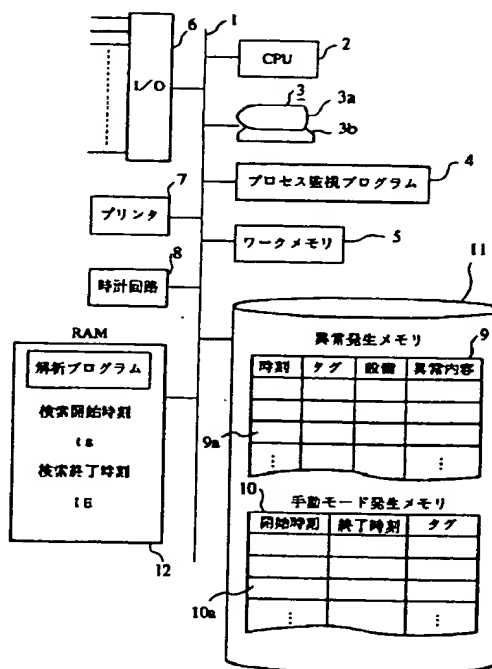 6
1
I/O
CPU
2
3
3a
3b
プロセス監視プログラム
4
7
プリンタ
ワークメモリ
5
8
時計回路
11
RAM
解析プログラム
検索開始時刻
ts
検索終了時刻
tE
12
異常発生メモリ
9
時刻 タグ 設備 異常内容
9a
⋮ ⋮
10
手動モード発生メモリ
開始時刻 終了時刻 タグ
10a
⋮ ⋮